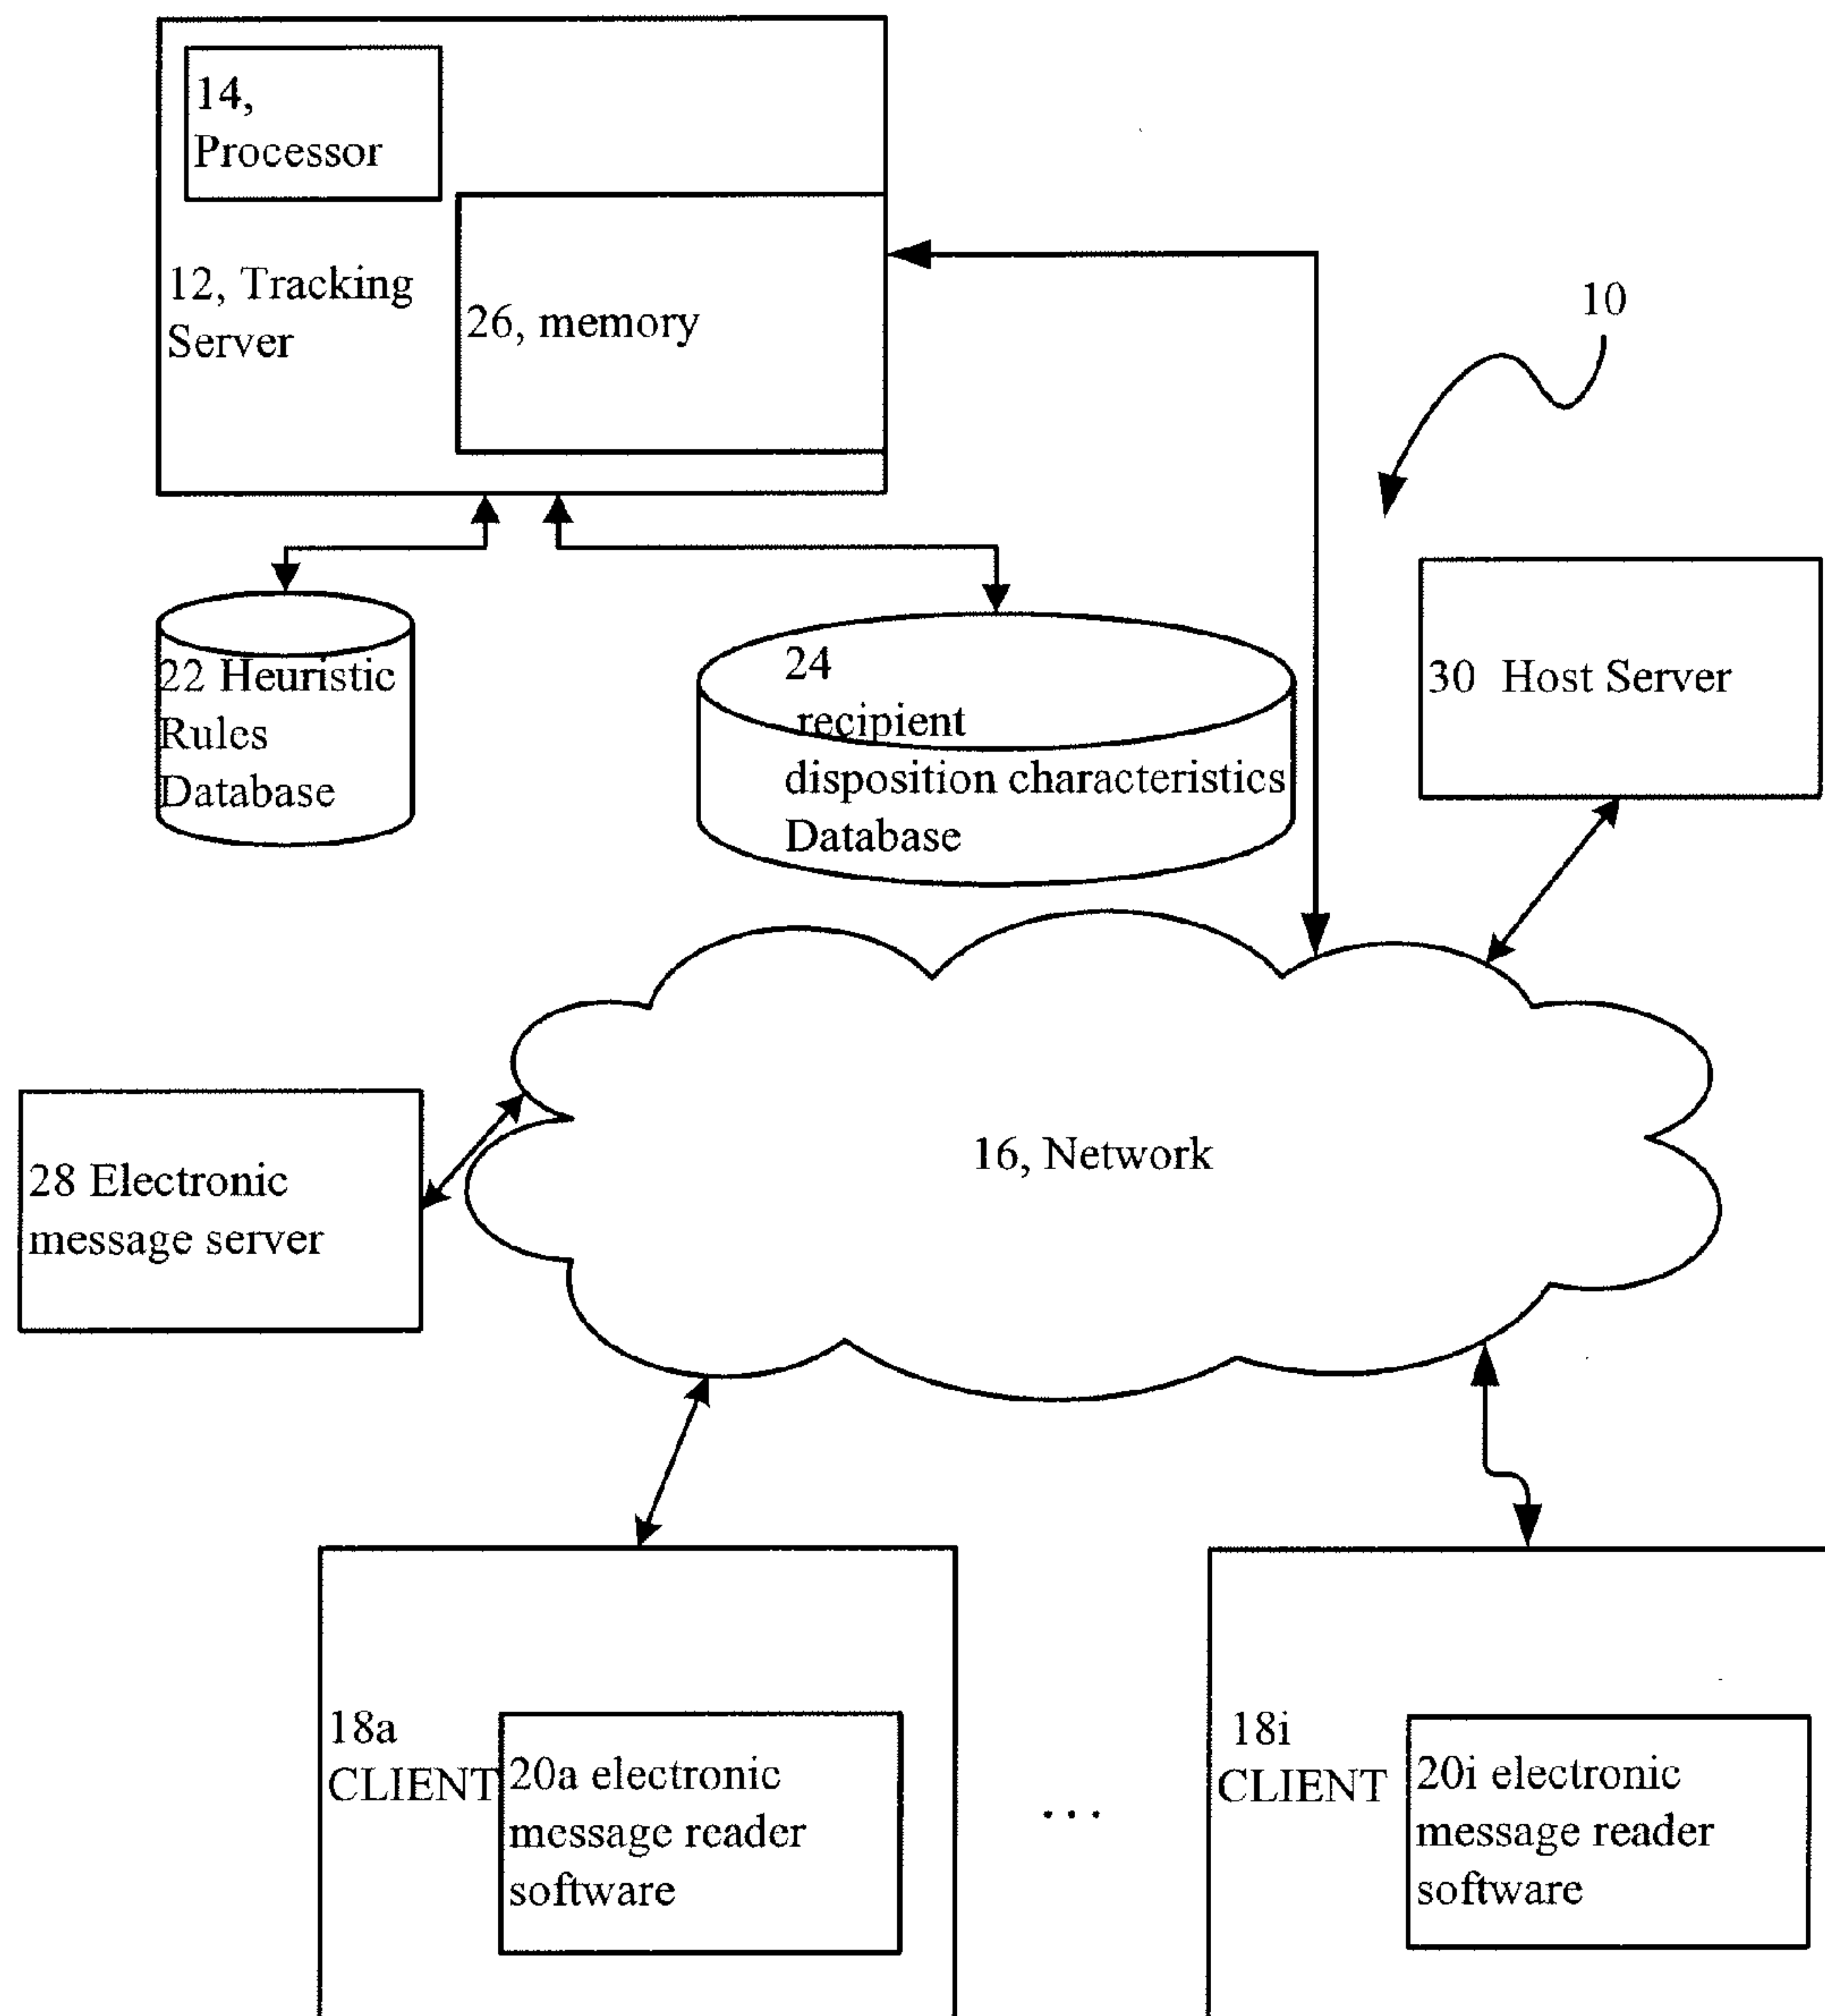 14,
Processor
12, Tracking
Server
26, memory
10
22 Heuristic
Rules
Database
24
recipient
disposition characteristics
Database
30 Host Server
16, Network
28 Electronic
message server
18a
CLIENT
20a electronic
message reader
software
...
18i
CLIENT
20i electronic
message reader
software